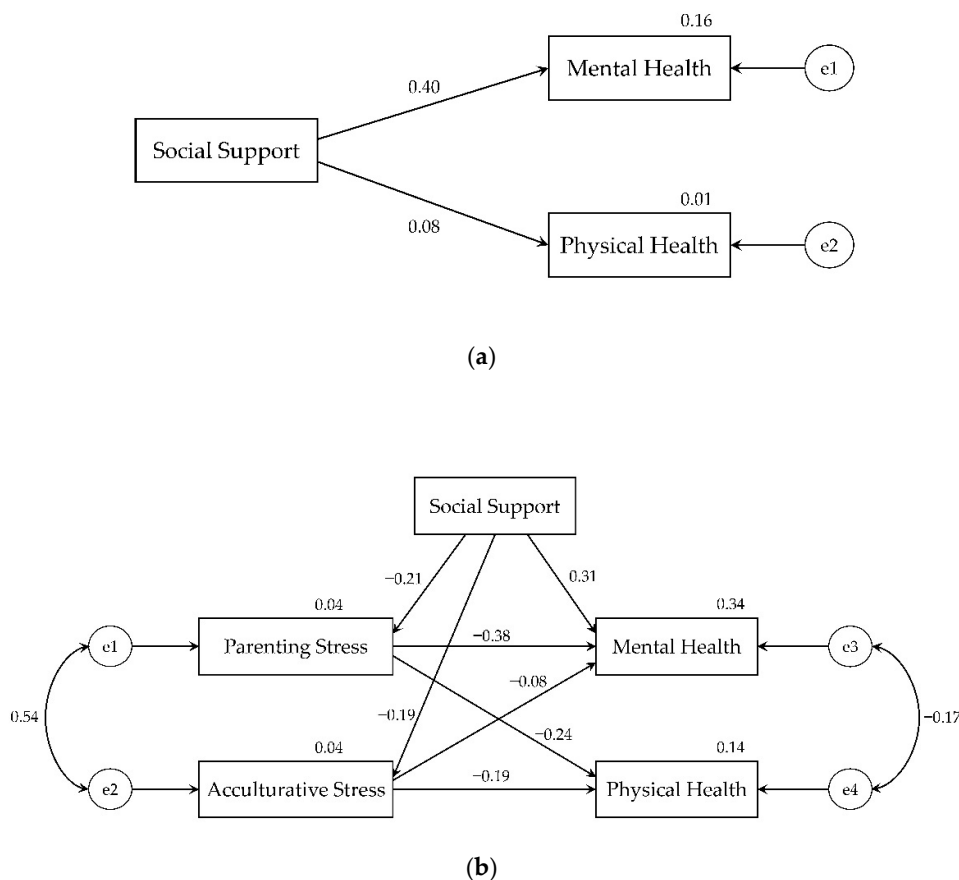 0.16
Mental Health
e1
0.40
Social Support
0.01
0.08
Physical Health
e2
(a)
Social Support
−0.21
0.31
0.04
0.34
e1
Parenting Stress
−0.38
Mental Health
e3
−0.08
0.54
−0.19
−0.24
−0.17
0.04
0.14
e2
Acculturative Stress
−0.19
Physical Health
e4
(b)